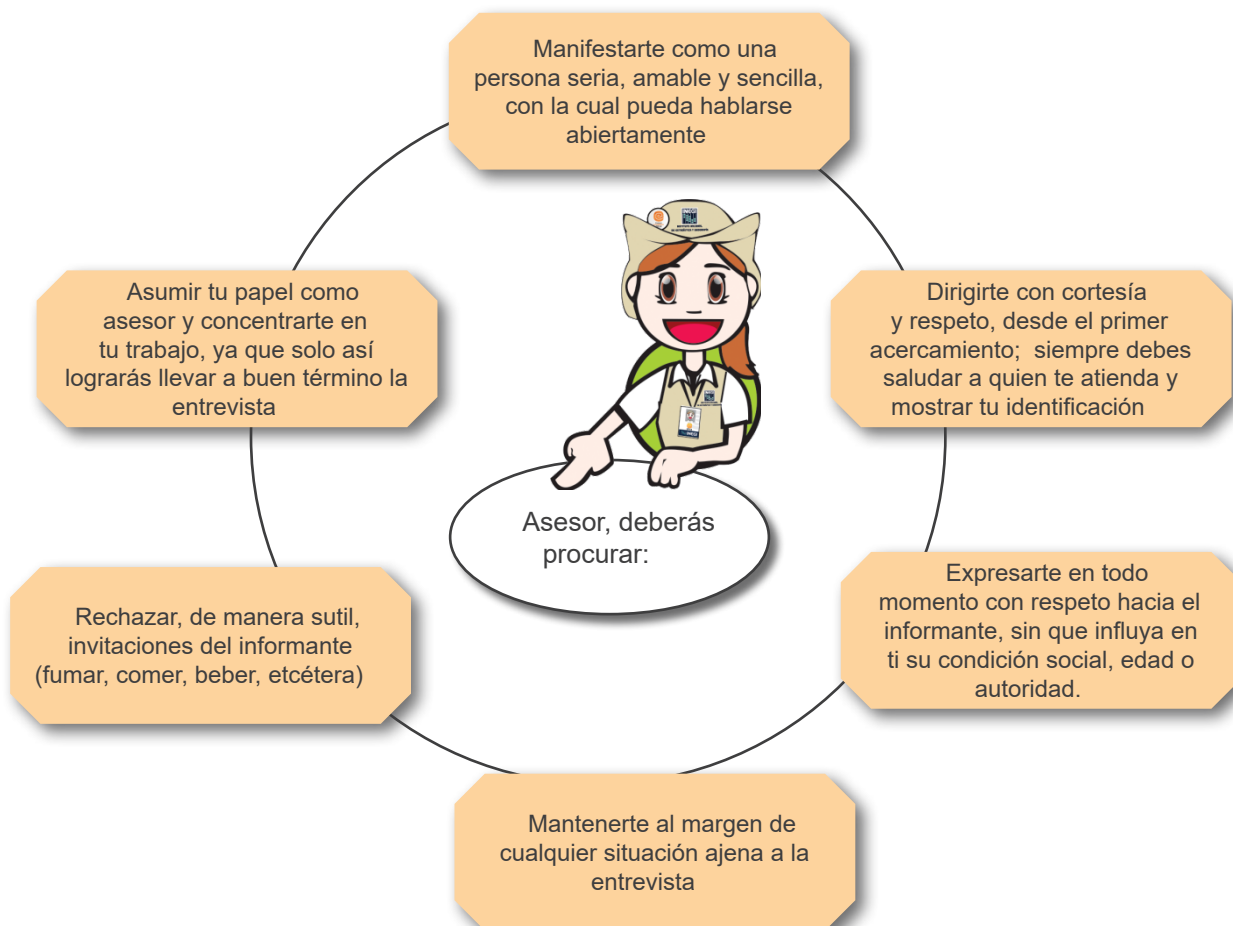 Manifestarte como una
persona seria, amable y sencilla,
con la cual pueda hablarse
abiertamente
Dirigirte con cortesía
y respeto, desde el primer
acercamiento;  siempre debes
saludar a quien te atienda y
mostrar tu identificación
Expresarte en todo
momento con respeto hacia el
informante, sin que influya en
ti su condición social, edad o
autoridad.
Mantenerte al margen de
cualquier situación ajena a la
entrevista
Rechazar, de manera sutil,
invitaciones del informante
(fumar, comer, beber, etcétera)
Asumir tu papel como
asesor y concentrarte en
tu trabajo, ya que solo así
lograrás llevar a buen término la
entrevista
Asesor, deberás
procurar: